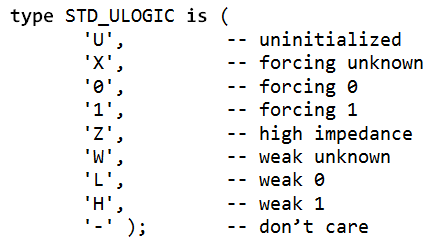 type STD_ULOGIC is (
'U', -- uninitialized
'X', -- forcing unknown
'0', -- forcing 0
'1', -- forcing 1
'Z', -- high impedance
'W', -- weak unknown
'L', -- weak 0
'H', -- weak 1
'-' ); -- don’t care